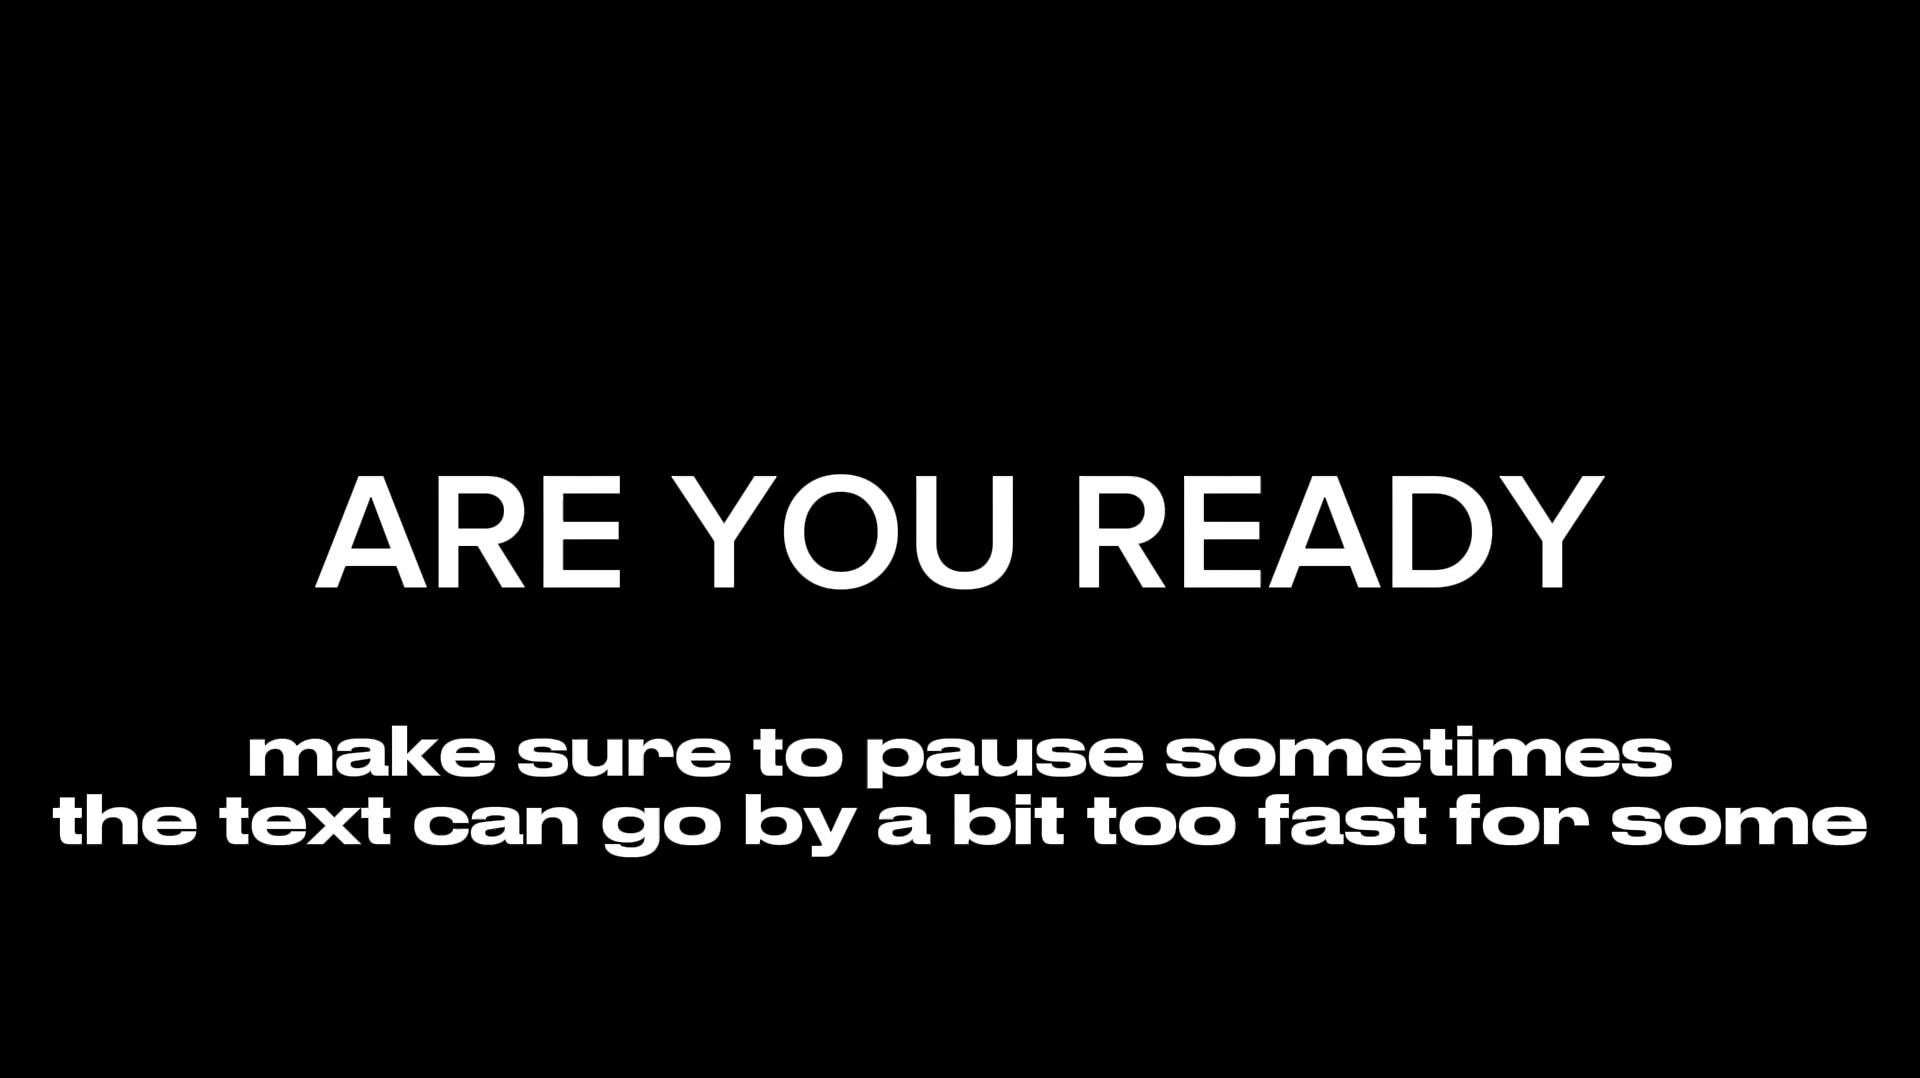 ARE YOU READY
make sure to pause sometimes
the text can go by a bit too fast for some